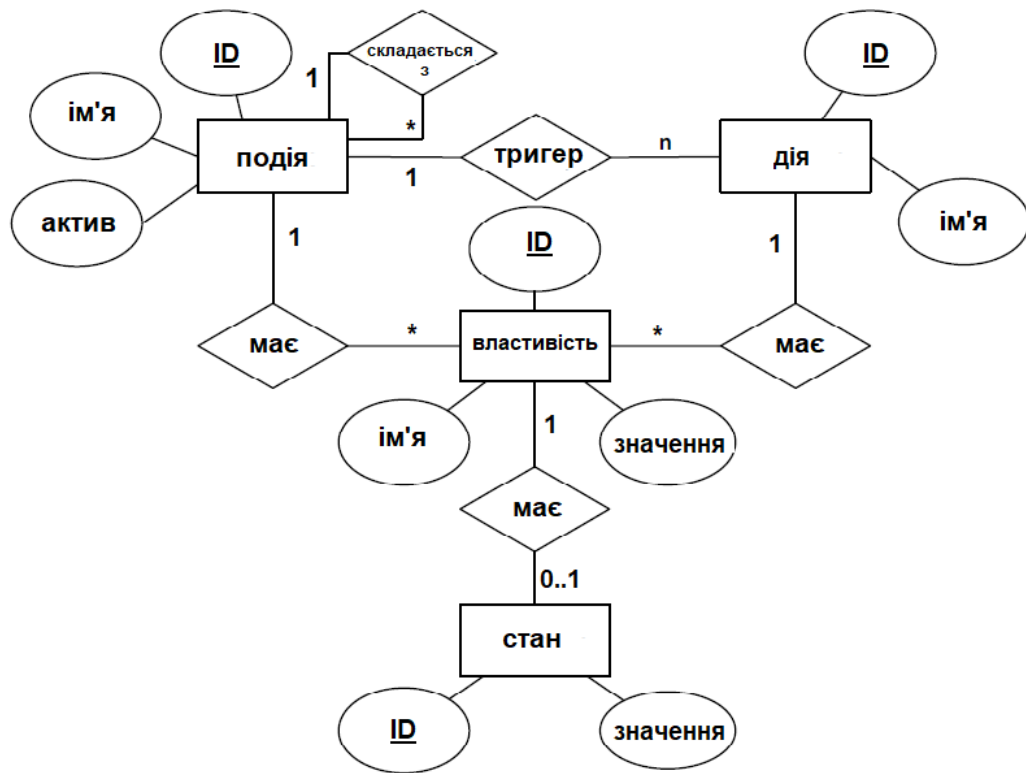 складається
з
ID
ID
1
ім'я
*
подія
тригер
дія
1
n
актив
ім'я
1
ID
1
має
*
властивість
*
має
ім'я
1
значення
має
0..1
стан
ID
значення